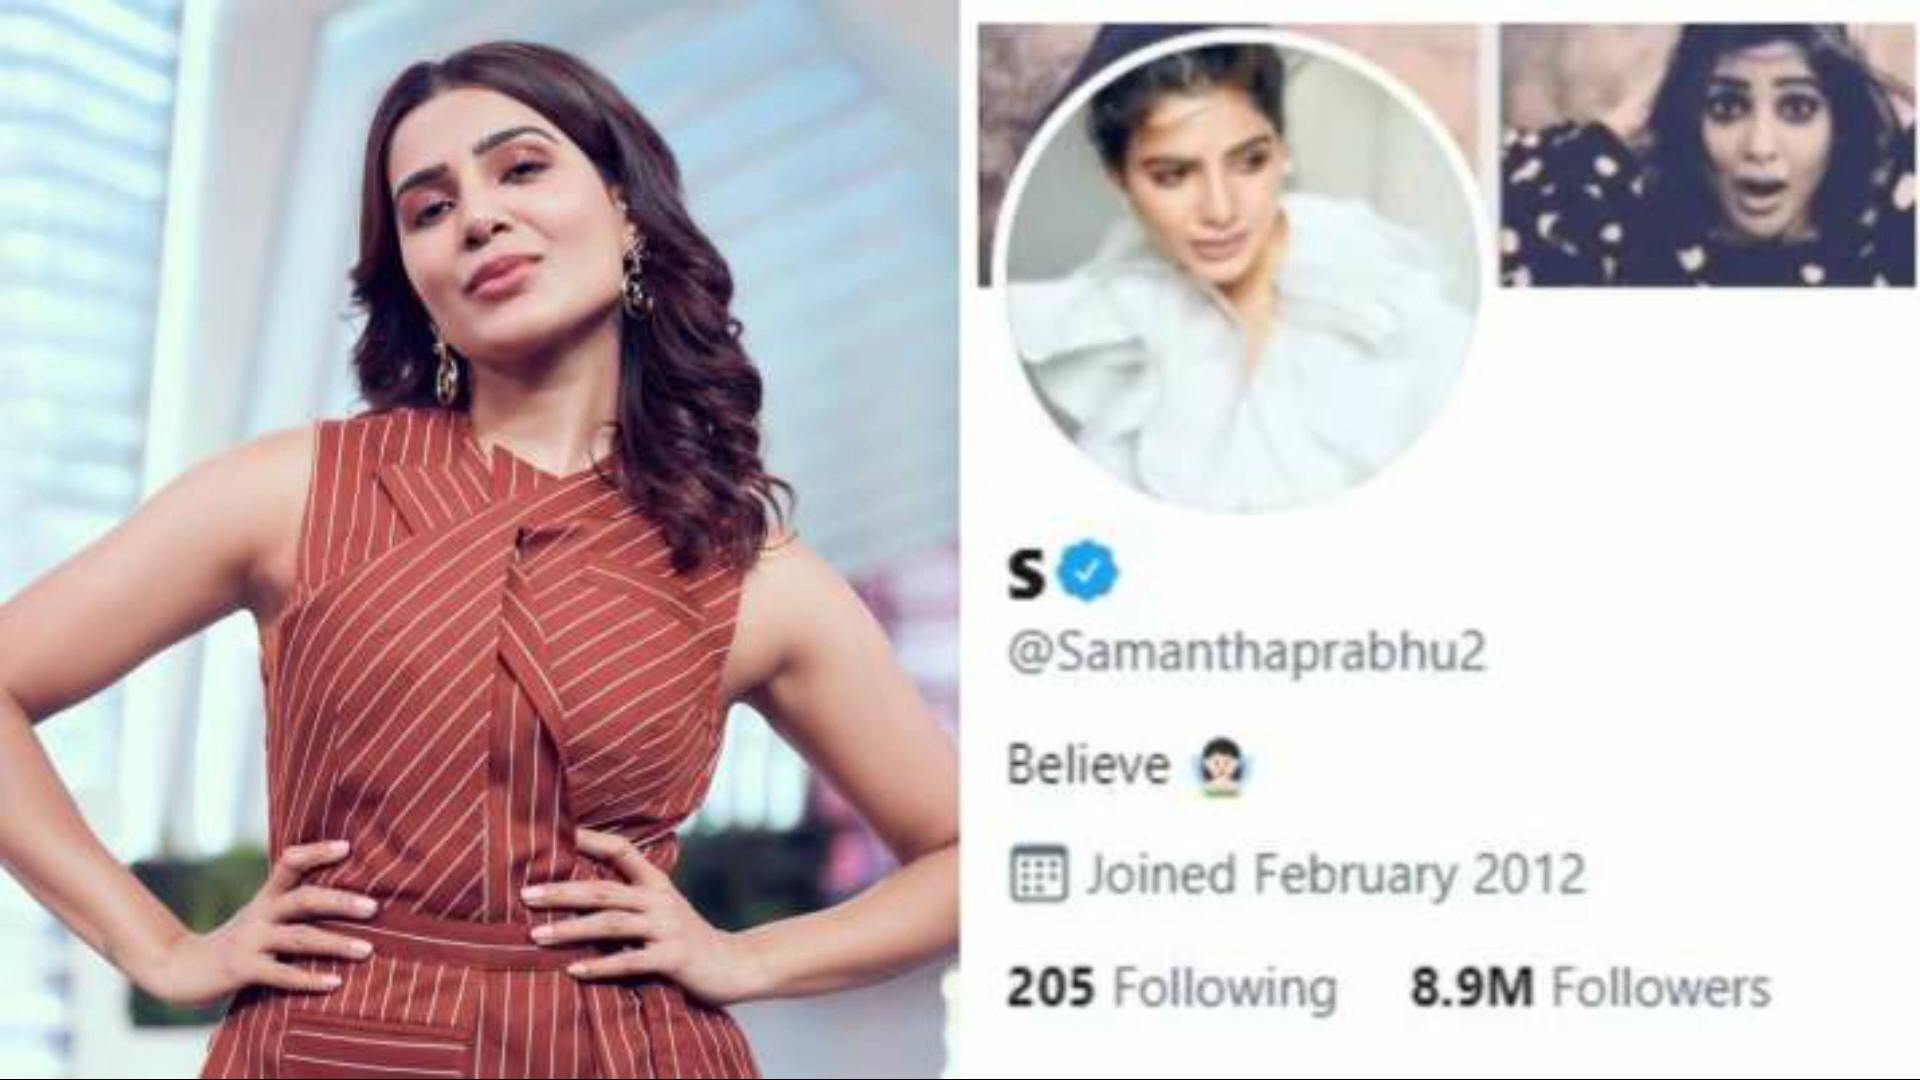 S
@Samanthaprabhu2
Believe
Joined February 2012
205 Following 8.9M Followers